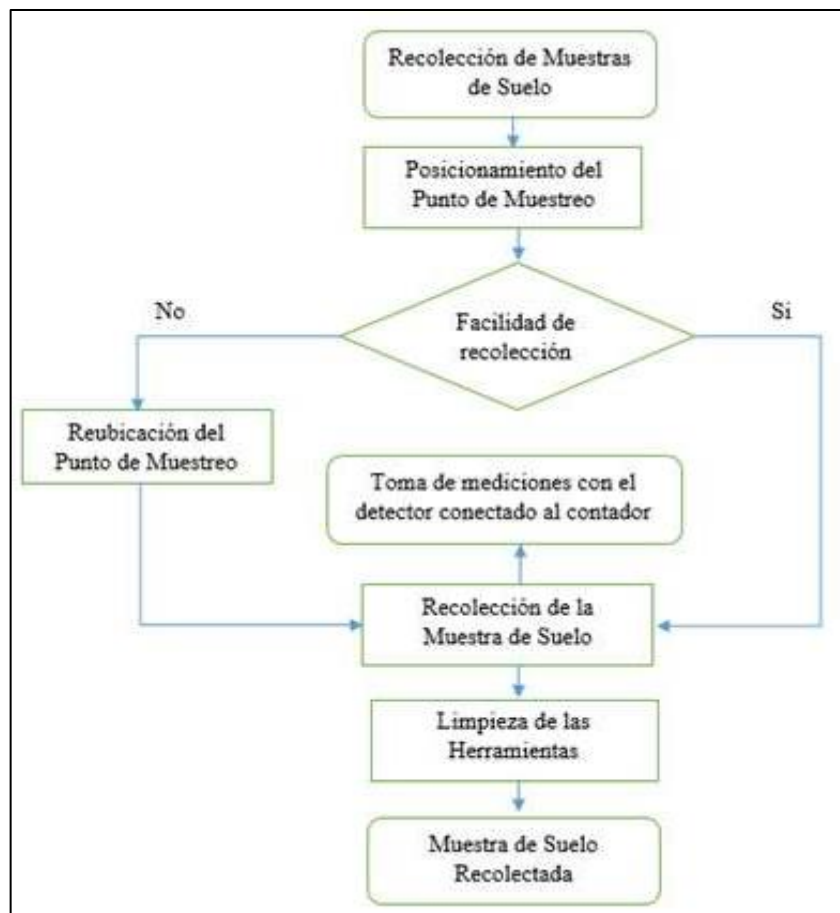 Recolección de Muestras
de Suelo
Posicionamiento del
Punto de Muestreo
No
Si
Facilidad de
recolección
Reubicación del
Punto de Muestreo
Toma de mediciones con el
detector conectado al contador
Recolección de la
Muestra de Suelo
Limpieza de las
Herramientas
Muestra de Suelo
Recolectada